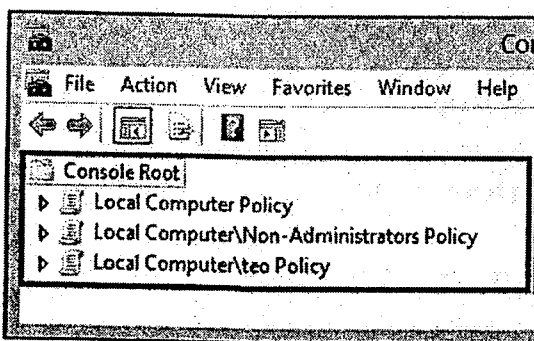 Con
File Action View Favorites Window Help
Console Root
Local Computer Policy
Local Computer\Non-Administrators Policy
Local Computer\teo Policy